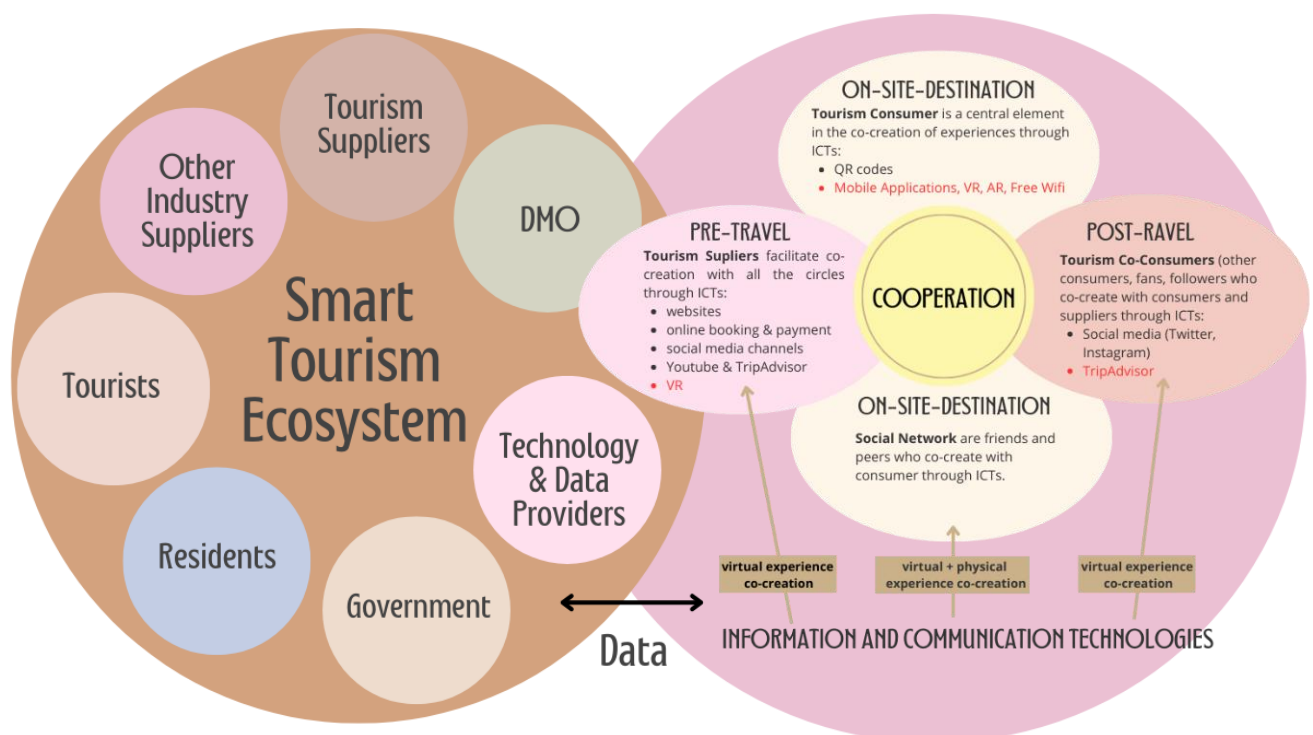 Tourism
Suppliers
Other
Industry
Suppliers
DMO
Smart
Tourism
Ecosystem
Tourists
Technology
& Data
Providers
Residents
Government
Data
ON-SITE-DESTINATION
Tourism Consumer is a central element
in the co-creation of experiences through
ICTs:
• QR codes
• Mobile Applications, VR, AR, Free Wifi
PRE-TRAVEL
Tourism Supliers facilitate co-
creation with all the circles
through ICTs:
• websites
• online booking & payment
• social media channels
• Youtube & TripAdvisor
• VR
COOPERATION
POST-RAVEL
Tourism Co-Consumers (other
consumers, fans, followers who
co-create with consumers and
suppliers through ICTs:
• Social media (Twitter,
Instagram)
• TripAdvisor
ON-SITE-DESTINATION
Social Network are friends and
peers who co-create with
consumer through ICTs.
virtual experience
co-creation
virtual + physical
experience co-creation
virtual experience
co-creation
INFORMATION AND COMMUNICATION TECHNOLOGIES